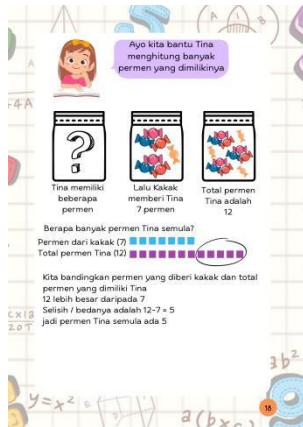 Ayo kita bantu Tina
menghitung banyak
permen yang dimilikinya
?
Tina memiliki
beberapa
permen
Lalu Kakak
memberi Tina
7 permen
Total permen
Tina adalah
12
Berapa banyak permen Tina semula?
Permen dari kakak (7)
Total permen Tina (12)
Kita bandingkan permen yang diberi kakak dan total
permen yang dimiliki Tina
12 lebih besar daripada 7
Selisih / bedanya adalah 12-7 = 5
jadi permen Tina semula ada 5
18
y=x²